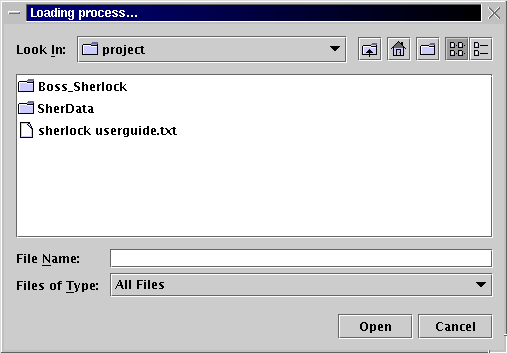 Loading process...
Look In: project
Boss_Sherlock
SherData
sherlock userguide.txt
File Name:
Files of Type: All Files
Open Cancel